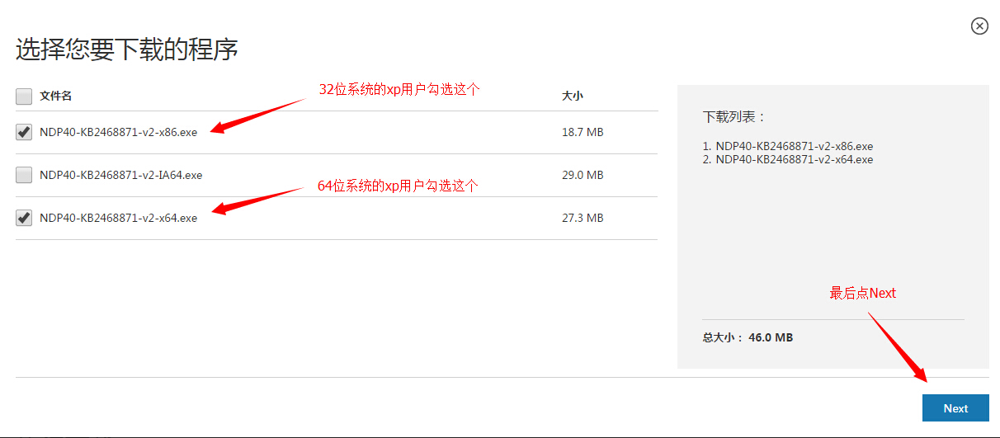 选择您要下载的程序
文件名
32位系统的xp用户勾选这个
大小
NDP40-KB2468871-v2-x86.exe
18.7 MB
NDP40-KB2468871-v2-IA64.exe
29.0 MB
64位系统的xp用户勾选这个
NDP40-KB2468871-v2-x64.exe
27.3 MB
下载列表：
1. NDP40-KB2468871-v2-x86.exe
2. NDP40-KB2468871-v2-x64.exe
最后点Next
总大小： 46.0 MB
Next